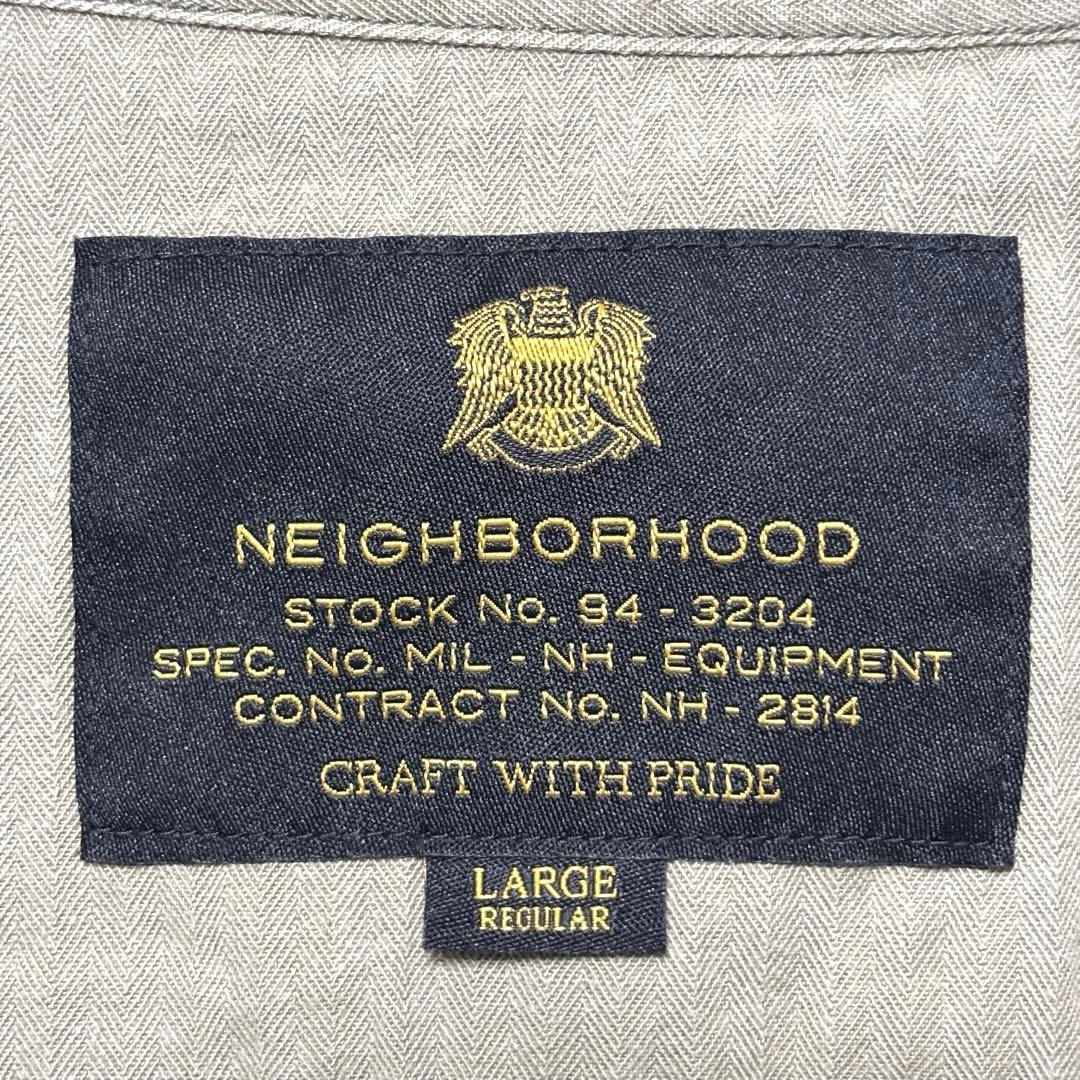 NEIGHBORHOOD
STOCK No. 94 - 3204
SPEC. No. MIL - NH - EQUIPMENT
CONTRACT No. NH - 2814
CRAFT WITH PRIDE
LARGE
REGULAR